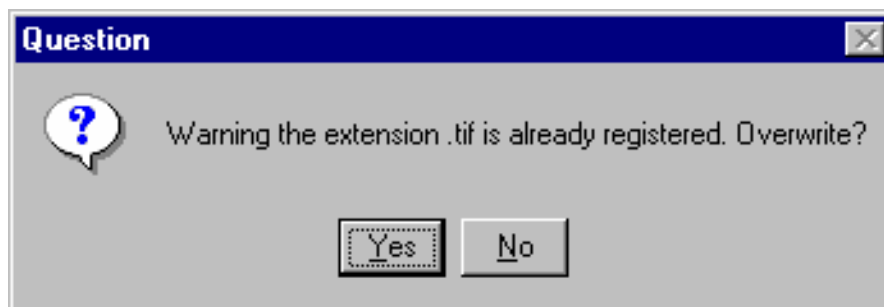 Question
Warning the extension .tif is already registered. Overwrite?
Yes No